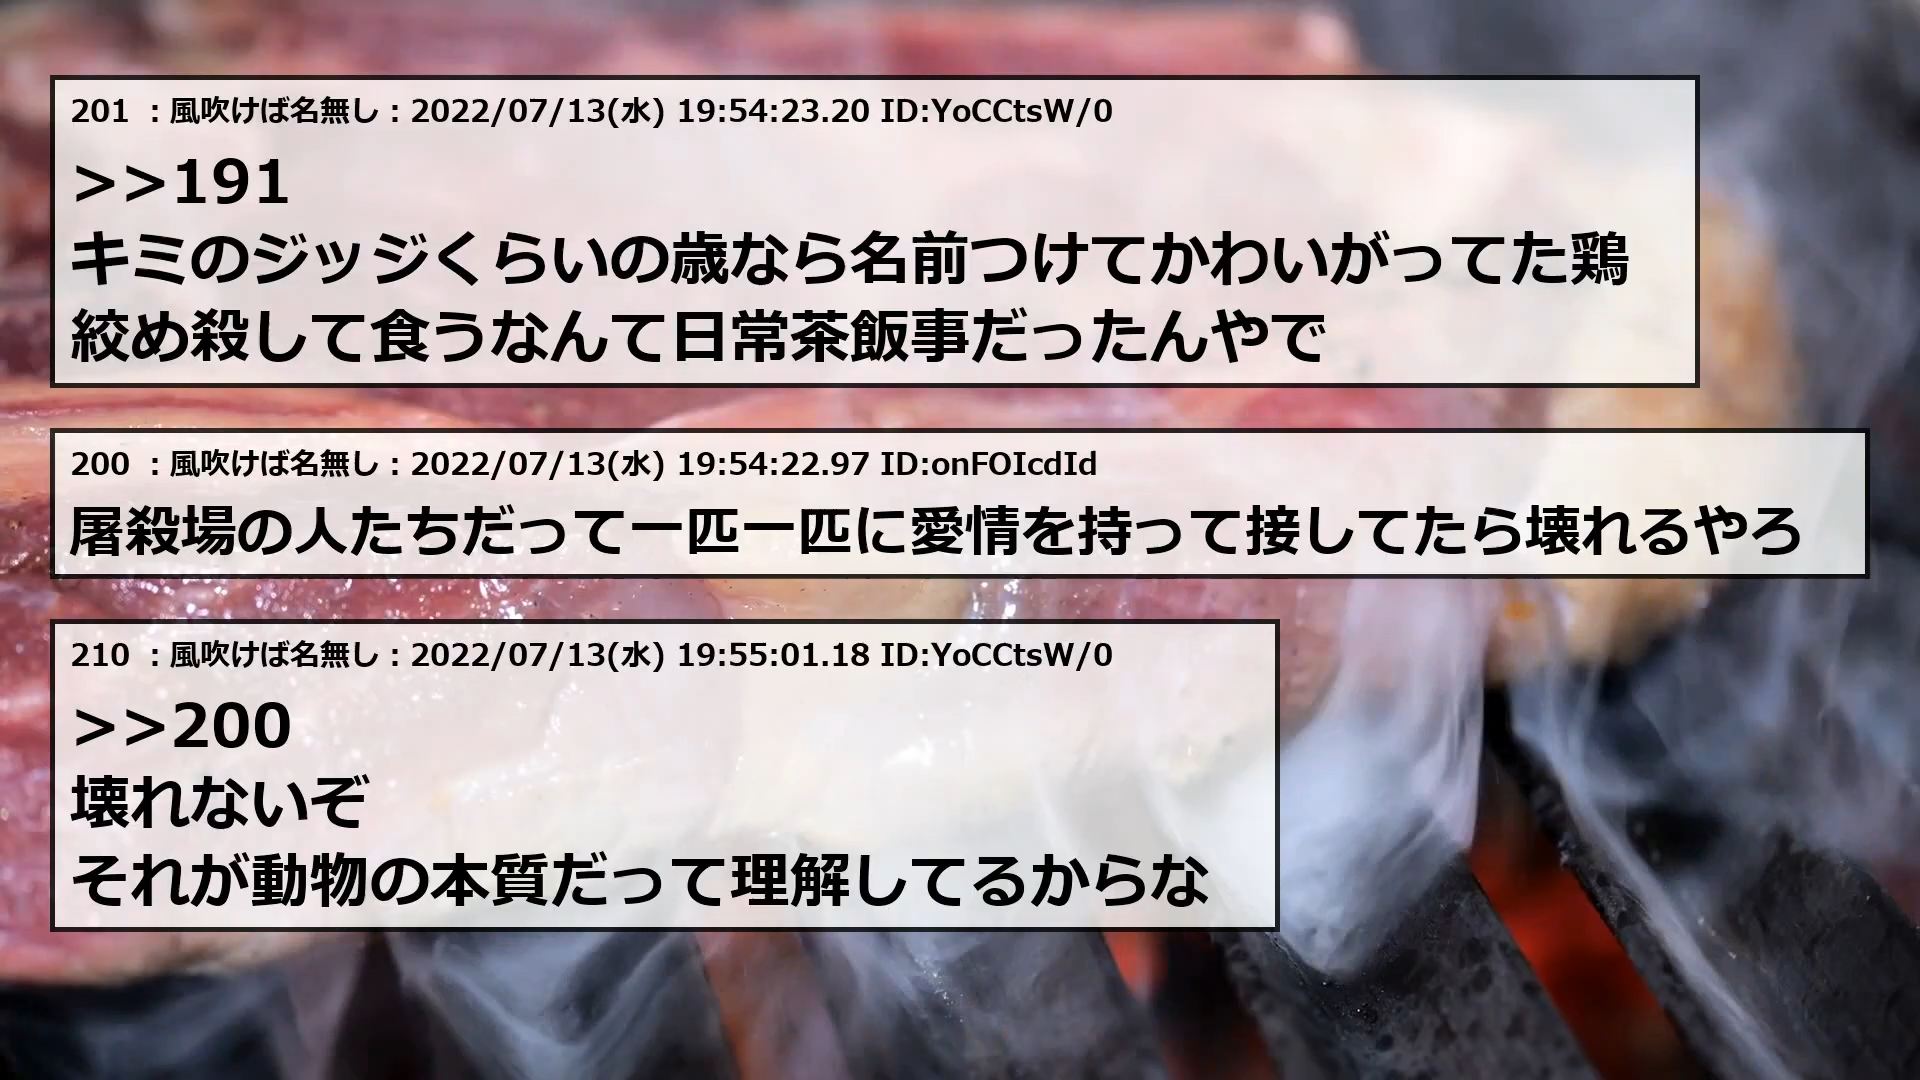 201 ：風吹けば名無し：2022/07/13(水) 19:54:23.20 ID:YoCCtsW/0
>>191
キミのジッジくらいの歳なら名前つけてかわいがってた鶏
絞め殺して食うなんて日常茶飯事だったんやで
200 ：風吹けば名無し：2022/07/13(水) 19:54:22.97 ID:onFOIcdId
屠殺場の人たちだって一匹一匹に愛情を持って接してたら壊れるやろ
210 ：風吹けば名無し：2022/07/13(水) 19:55:01.18 ID:YoCCtsW/0
>>200
壊れないぞ
それが動物の本質だって理解してるからな